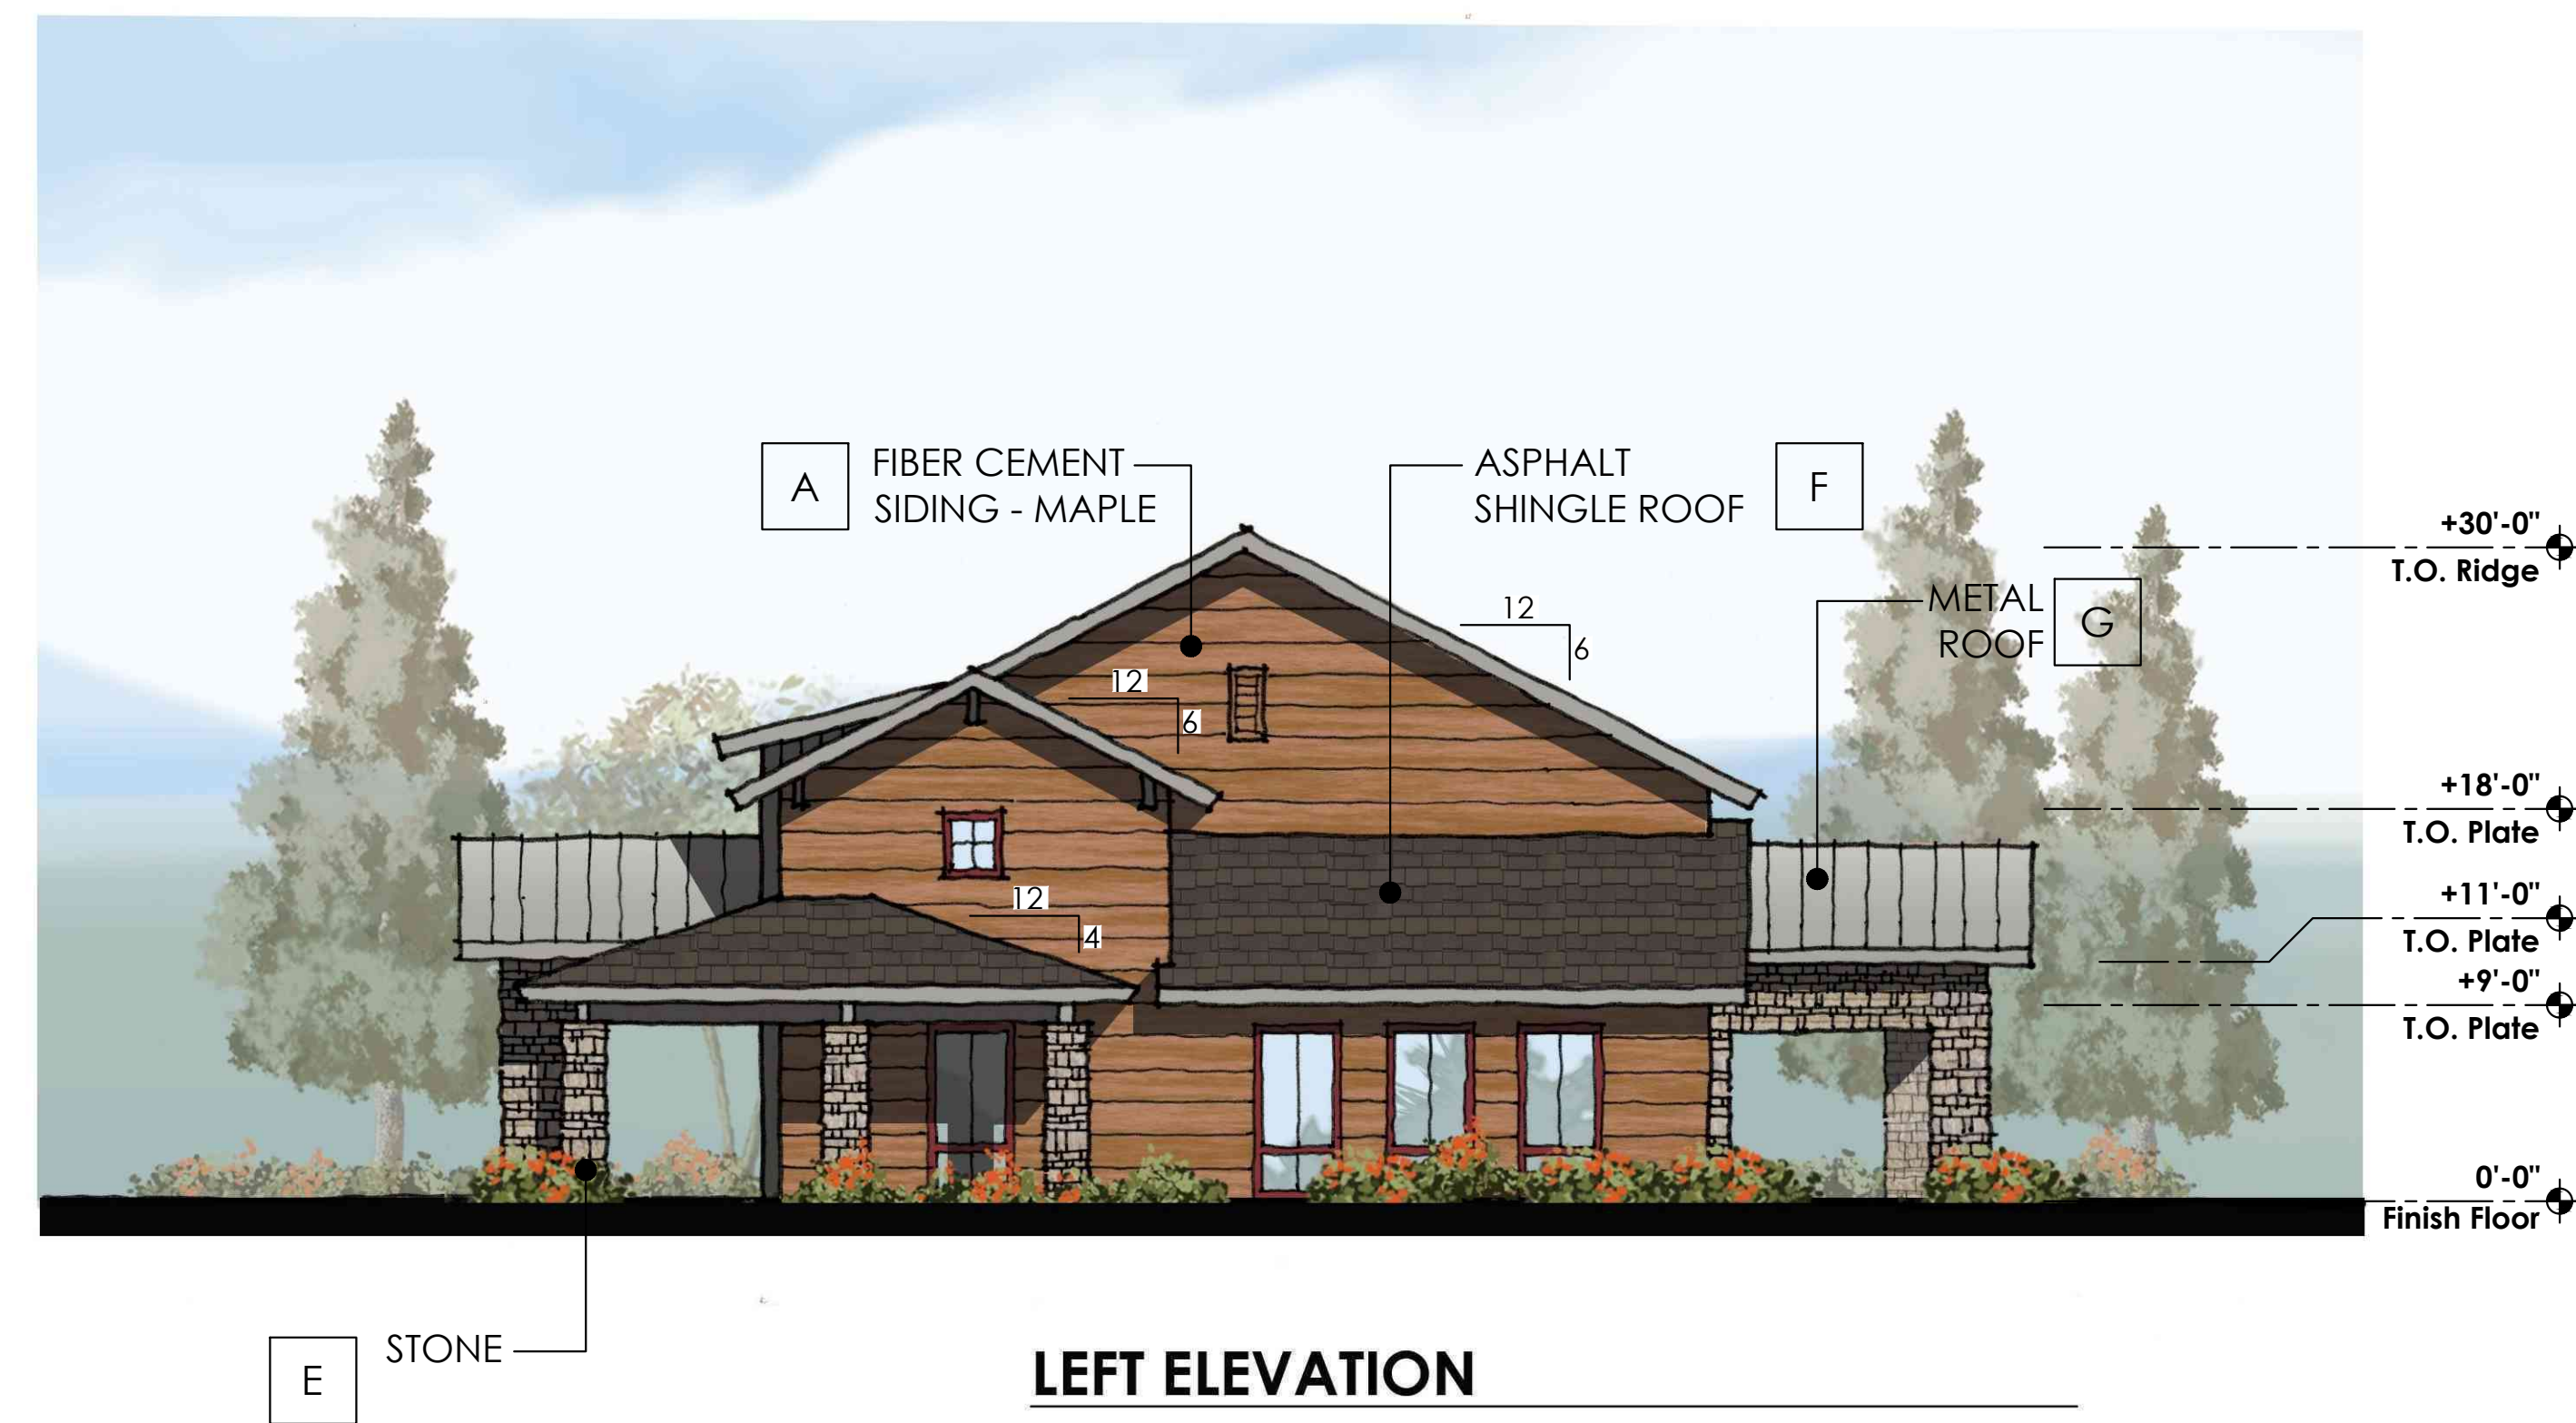 A
FIBER CEMENT
SIDING - MAPLE
ASPHALT
SHINGLE ROOF
F
+30'-0"
T.O. Ridge
METAL
ROOF
G
12
6
12
6
+18'-0"
T.O. Plate
12
4
+11'-0"
T.O. Plate
+9'-0"
T.O. Plate
0'-0"
Finish Floor
STONE
E
LEFT ELEVATION